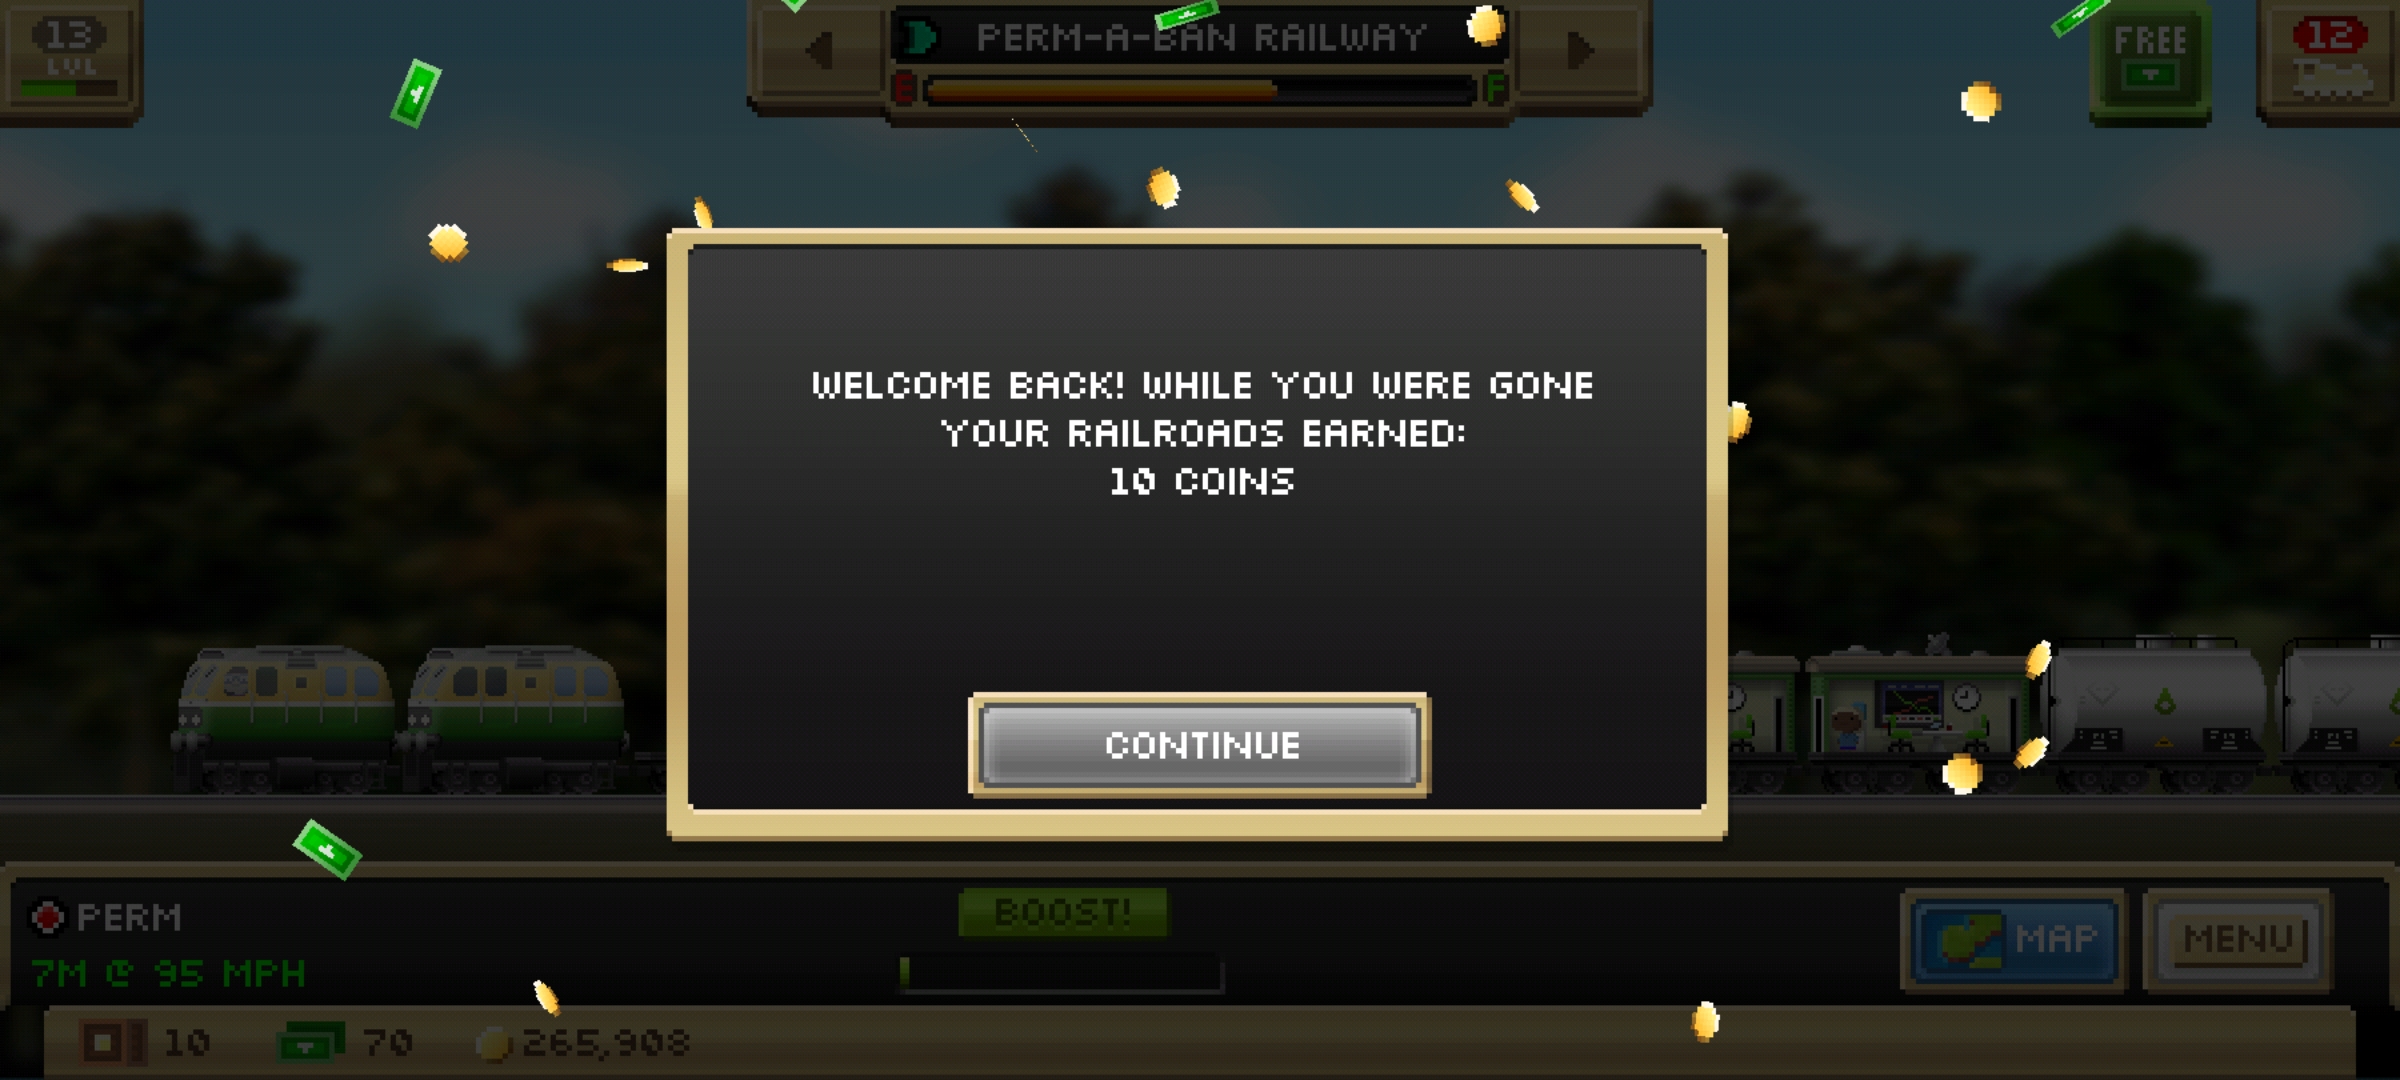 13
LVL
PERM-A-BAN RAILWAY
E
F
FREE
12
WELCOME BACK! WHILE YOU WERE GONE
YOUR RAILROADS EARNED:
10 COINS
CONTINUE
PERM
7M @ 95 MPH
BOOST!
MAP
MENU
10
70
265,908